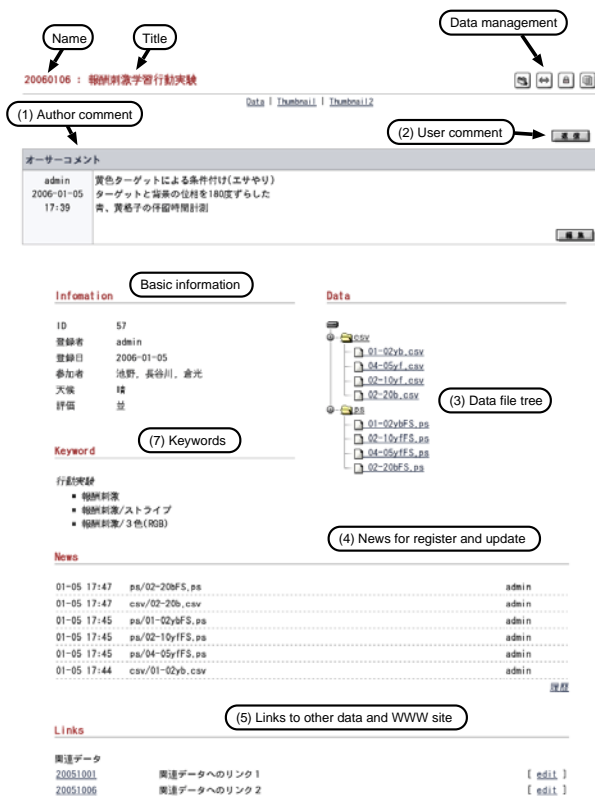 Name
Title
Data management
20060106 : 報酬刺激学習行動実験
Data | Thumbnail | Thumbnail2
(1) Author comment
(2) User comment
返信
オーサーコメント
admin 黄色ターゲットによる条件付け(エサやり)
2006-01-05 ターゲットと背景の位相を180度ずらした
17:39 青、黄格子の停留時間計測
編集
Basic information
Infomation
Data
ID 57
登録者 admin
登録日 2006-01-05
参加者 池野, 長谷川, 倉光
天候 晴
評価 並
csv
01-02yb.csv
04-05yf.csv
02-10yf.csv
02-20b.csv
ps
01-02ybFS.ps
02-10yfFS.ps
04-05yfFS.ps
02-20bFS.ps
(3) Data file tree
(7) Keywords
Keyword
行動実験
報酬刺激
報酬刺激/ストライプ
報酬刺激/3色(RGB)
(4) News for register and update
News
01-05 17:47 ps/02-20bFS.ps admin
01-05 17:47 csv/02-20b.csv admin
01-05 17:45 ps/01-02ybFS.ps admin
01-05 17:45 ps/02-10yfFS.ps admin
01-05 17:45 ps/04-05yfFS.ps admin
01-05 17:44 csv/01-02yb.csv admin
履歴
(5) Links to other data and WWW site
Links
関連データ
20051001 関連データへのリンク1 [ edit ]
20051006 関連データへのリンク2 [ edit ]